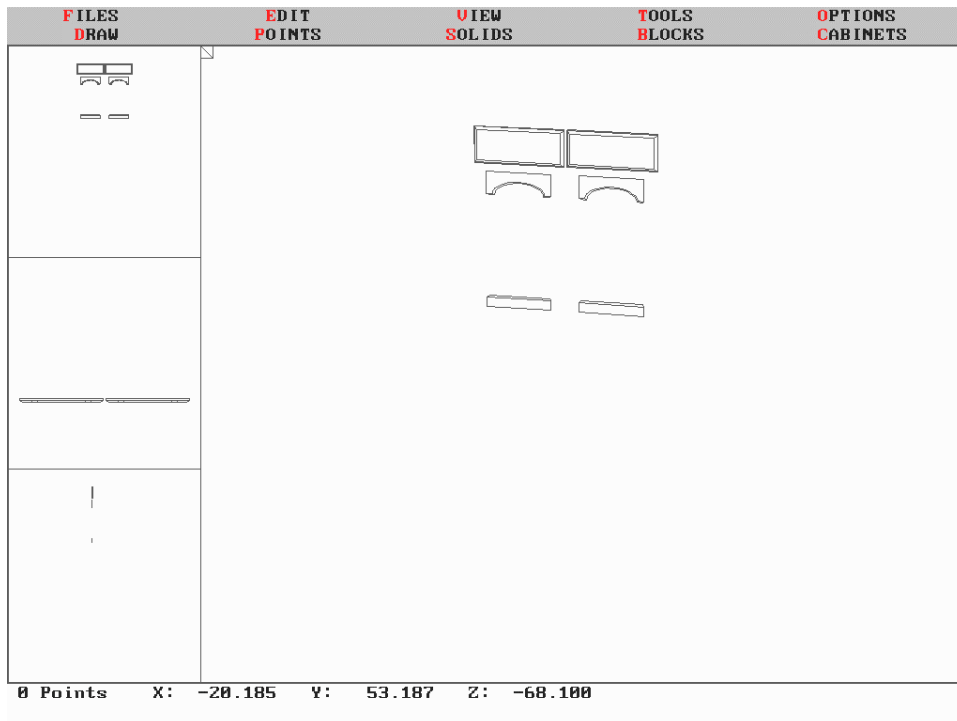 FILES EDIT VIEW TOOLS OPTIONS
DRAW POINTS SOLIDS BLOCKS CABINETS
0 Points X: -20.185 Y: 53.187 Z: -68.100